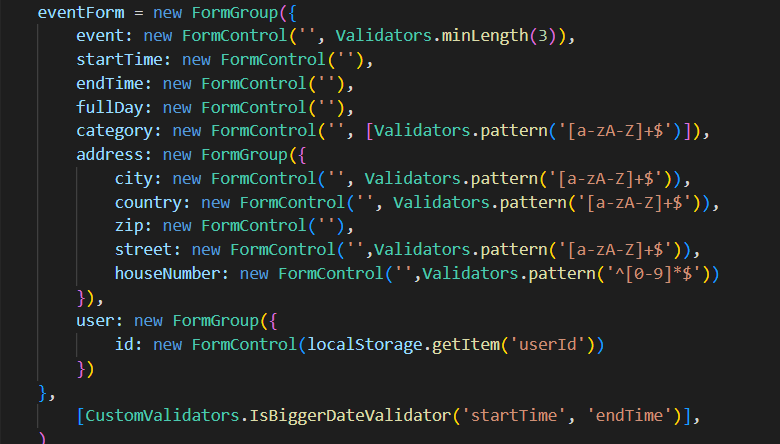 eventForm = new FormGroup({
event: new FormControl('', Validators.minLength(3)),
startTime: new FormControl(''),
endTime: new FormControl(''),
fullDay: new FormControl(''),
category: new FormControl('', [Validators.pattern('[a-zA-Z]+$')]),
address: new FormGroup({
city: new FormControl('', Validators.pattern('[a-zA-Z]+$')),
country: new FormControl('', Validators.pattern('[a-zA-Z]+$')),
zip: new FormControl(''),
street: new FormControl('',Validators.pattern('[a-zA-Z]+$')),
houseNumber: new FormControl('',Validators.pattern('^[0-9]*$'))
}),
user: new FormGroup({
id: new FormControl(localStorage.getItem('userId'))
})
},
[CustomValidators.IsBiggerDateValidator('startTime', 'endTime')],
)